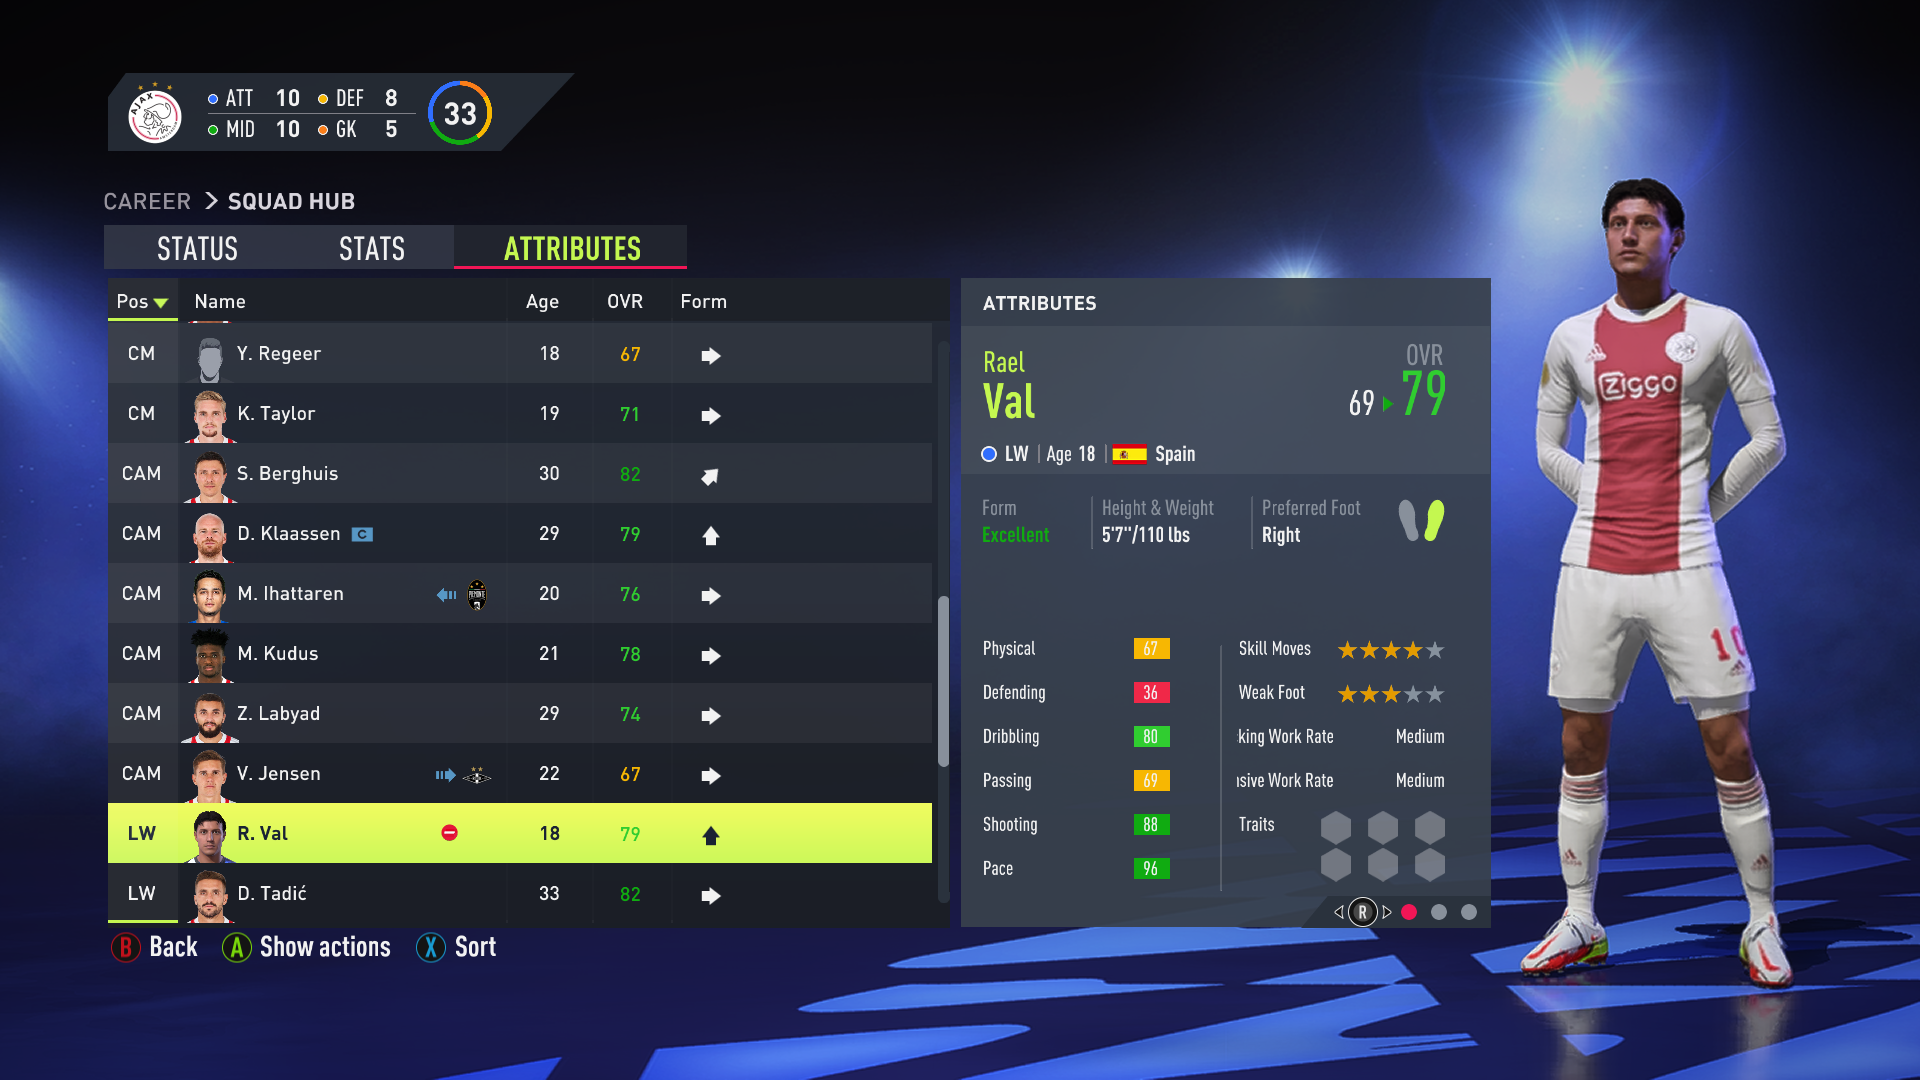 AJAX
ATT 10 DEF 8
MID 10 GK 5
33
CAREER > SQUAD HUB
STATUS STATS ATTRIBUTES
Pos Name Age OVR Form
CM Y. Regeer 18 67
CM K. Taylor 19 71
CAM S. Berghuis 30 82
CAM D. Klaassen C 29 79
CAM M. Ihattaren 20 76
CAM M. Kudus 21 78
CAM Z. Labyad 29 74
CAM V. Jensen 22 67
LW R. Val 18 79
LW D. Tadić 33 82
B Back A Show actions X Sort
ATTRIBUTES
Rael
Val
OVR
69 79
LW Age 18 Spain
Form Height & Weight Preferred Foot
Excellent 5'7"/110 lbs Right
Physical 67 Skill Moves
Defending 36 Weak Foot
Dribbling 80 king Work Rate Medium
Passing 69 sive Work Rate Medium
Shooting 88 Traits
Pace 96
R
Ziggo
10